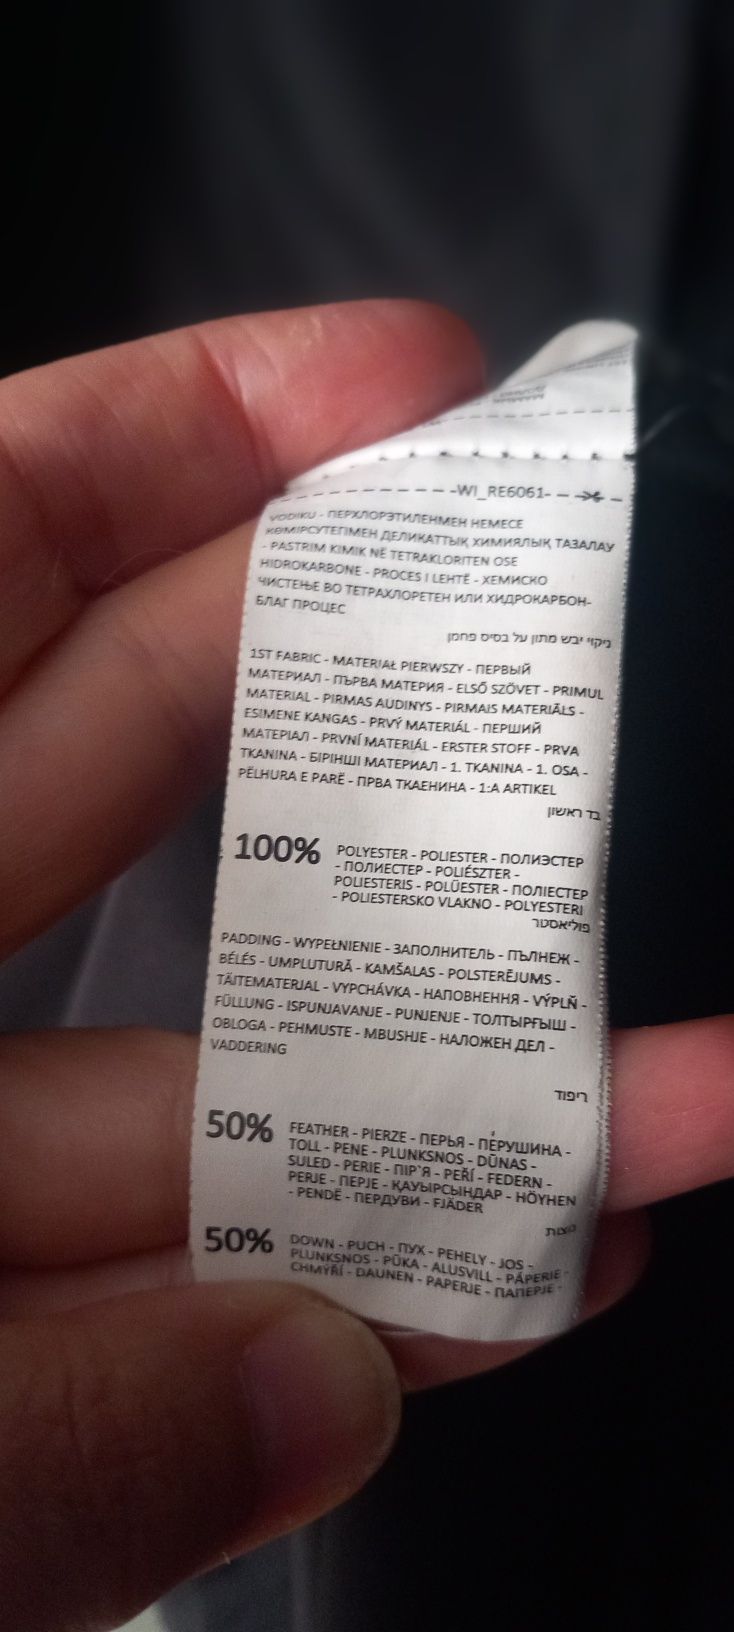 -WI_RE6061-
VODIKU - ПЕРХЛОРЭТИЛЕНМЕН НЕМЕСЕ
КӨМІРСУТЕГІМЕН ДЕЛИКАТТЫҚ ХИМИЯЛЫҚ ТАЗАЛАУ
- PASTRIM KIMIK NË TETRAKLORITEN OSE
HIDROKARBONE - PROCES I LEHTË - ХЕМИСКО
ЧИСТЕЊЕ ВО ТЕТРАХЛОРЕТЕН ИЛИ ХИДРОКАРБОН-
БЛАГ ПРОЦЕС
ניקוי יבש מתון על בסיס פחמן
1ST FABRIC - MATERIAŁ PIERWSZY - ПЕРВЫЙ
МАТЕРИАЛ - ПЪРВА МАТЕРИЯ - ELSŐ SZÖVET - PRIMUL
MATERIAL - PIRMAS AUDINYS - PIRMAIS MATERIĀLS -
ESIMENE KANGAS - PRVÝ MATERIÁL - ПЕРШИЙ
МАТЕРІАЛ - PRVNÍ MATERIÁL - ERSTER STOFF - PRVA
TKANINA - БІРІНШІ МАТЕРИАЛ - 1. TKANINA - 1. OSA -
PËLHURA E PARË - ПРВА ТКАЕНИНА - 1:A ARTIKEL
בד ראשון
100% POLYESTER - POLIESTER - ПОЛИЭСТЕР
- ПОЛИЕСТЕР - POLIÉSZTER -
POLIESTERIS - POLÜESTER - ПОЛІЕСТЕР
- POLIESTERSKO VLAKNO - POLYESTERI
פוליאסטר
PADDING - WYPEŁNIENIE - ЗАПОЛНИТЕЛЬ - ПЪЛНЕЖ -
BÉLÉS - UMPLUTURĂ - KAMŠALAS - POLSTERĒJUMS -
TÄITEMATERJAL - VYPCHÁVKA - НАПОВНЕННЯ - VÝPLŇ -
FÜLLUNG - ISPUNJAVANJE - PUNJENJE - ТОЛТЫРҒЫШ -
OBLOGA - PEHMUSTE - MBUSHJE - НАЛОЖЕН ДЕЛ -
VADDERING
ריפוד
50% FEATHER - PIERZE - ПЕРЬЯ - ПЕРУШИНА -
TOLL - PENE - PLUNKSNOS - DŪNAS -
SULED - PERIE - ПІР`Я - PEŘÍ - FEDERN -
PERJE - ПЕРЈЕ - ҚАУЫРСЫНДАР - HÖYHEN
- PENDË - ПЕРДУВИ - FJÄDER
נוצות
50% DOWN - PUCH - ПУХ - PEHELY - JOS -
PLUNKSNOS - PŪKA - ALUSVILL - PÁPERIE -
CHMÝŘÍ - DAUNEN - PAPERJE - ПАПЕРЈЕ -